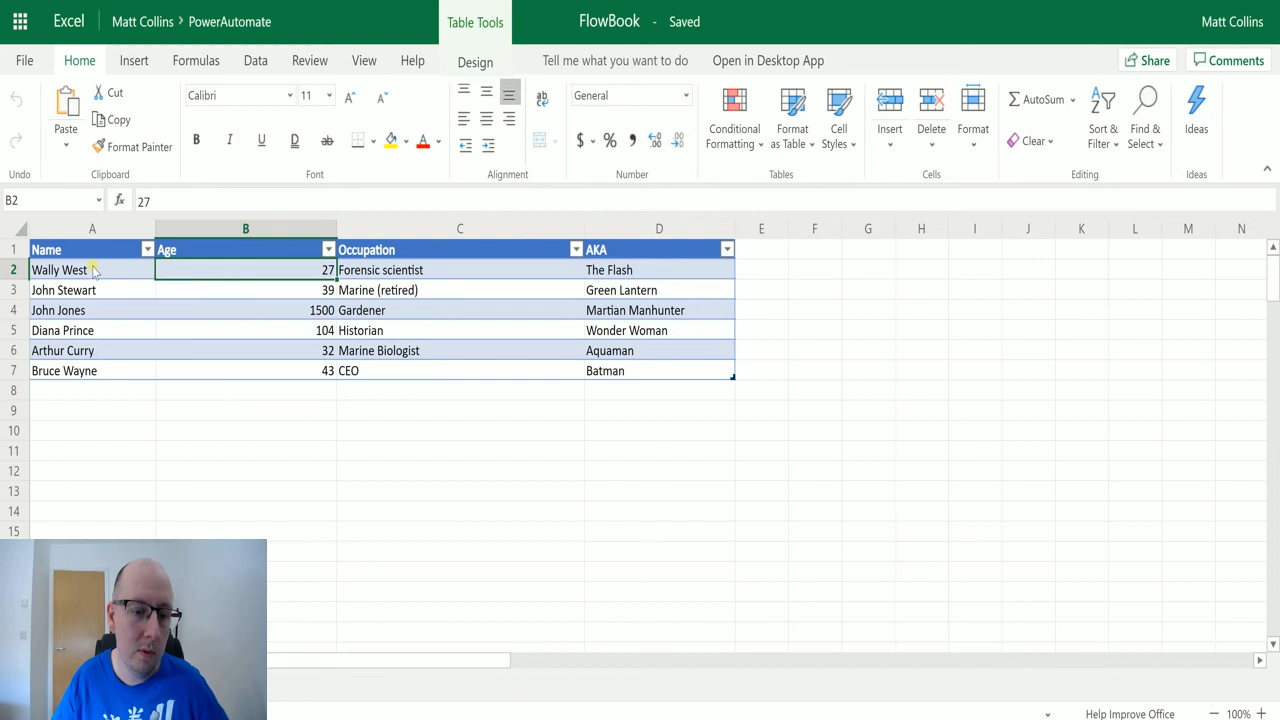 Excel Matt Collins > PowerAutomate Table Tools FlowBook - Saved Matt Collins
File Home Insert Formulas Data Review View Help Design Tell me what you want to do Open in Desktop App Share Comments
Paste Cut Copy Format Painter
Calibri 11 B I U D ab
ab
General $ % ,
Conditional Formatting Format as Table Cell Styles
Insert Delete Format
AutoSum Clear Sort & Filter Find & Select
Ideas
Undo Clipboard Font Alignment Number Tables Cells Editing Ideas
B2 fx 27
A B C D E F G H I J K L M N
1 Name Age Occupation AKA
2 Wally West 27 Forensic scientist The Flash
3 John Stewart 39 Marine (retired) Green Lantern
4 John Jones 1500 Gardener Martian Manhunter
5 Diana Prince 104 Historian Wonder Woman
6 Arthur Curry 32 Marine Biologist Aquaman
7 Bruce Wayne 43 CEO Batman
8
9
10
11
12
13
14
15
Help Improve Office − 100% +